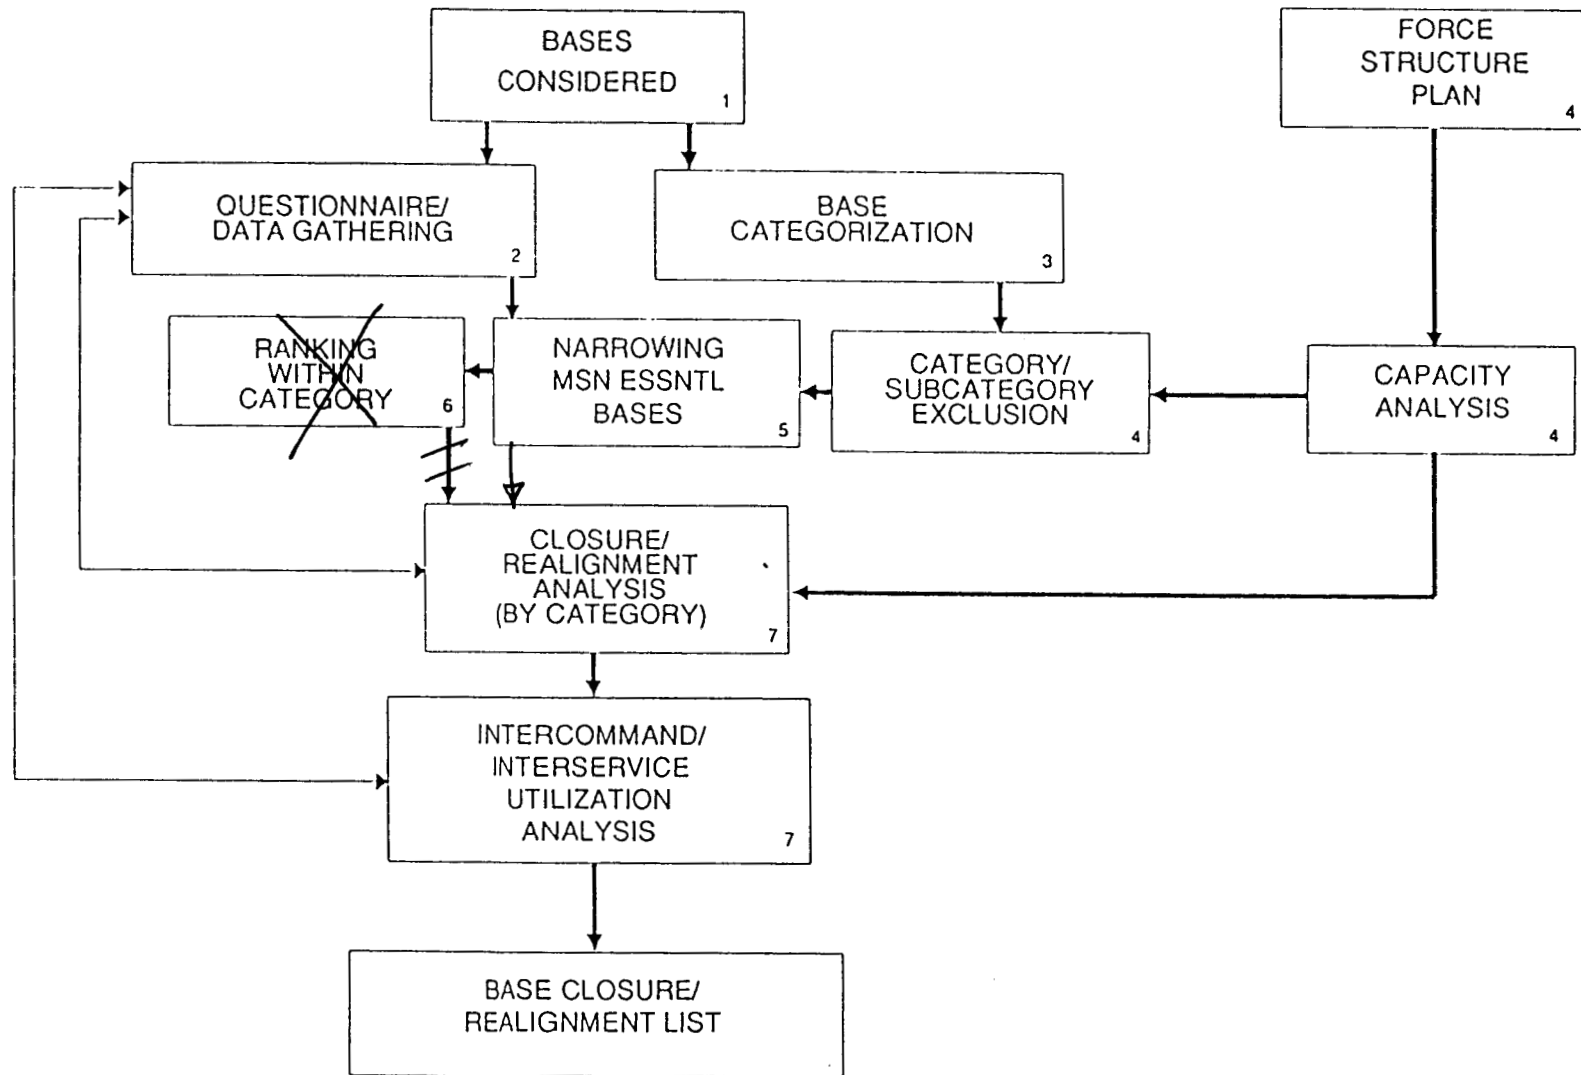 BASES
CONSIDERED
1
FORCE
STRUCTURE
PLAN
4
QUESTIONNAIRE/
DATA GATHERING
2
BASE
CATEGORIZATION
3
RANKING
WITHIN
CATEGORY
6
NARROWING
MSN ESSNTL
BASES
5
CATEGORY/
SUBCATEGORY
EXCLUSION
4
CAPACITY
ANALYSIS
4
CLOSURE/
REALIGNMENT
ANALYSIS
(BY CATEGORY)
7
INTERCOMMAND/
INTERSERVICE
UTILIZATION
ANALYSIS
7
BASE CLOSURE/
REALIGNMENT LIST